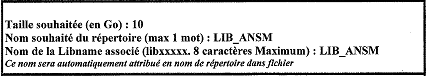 Taille souhaitée (en Go) : 10
Nom souhaité du répertoire (max 1 mot) : LIB_ANSM
Nom de la Libname associé (libxxxxx. 8 caractères Maximum) : LIB_ANSM
Ce nom sera automatiquement attribué en nom de répertoire dans fichier